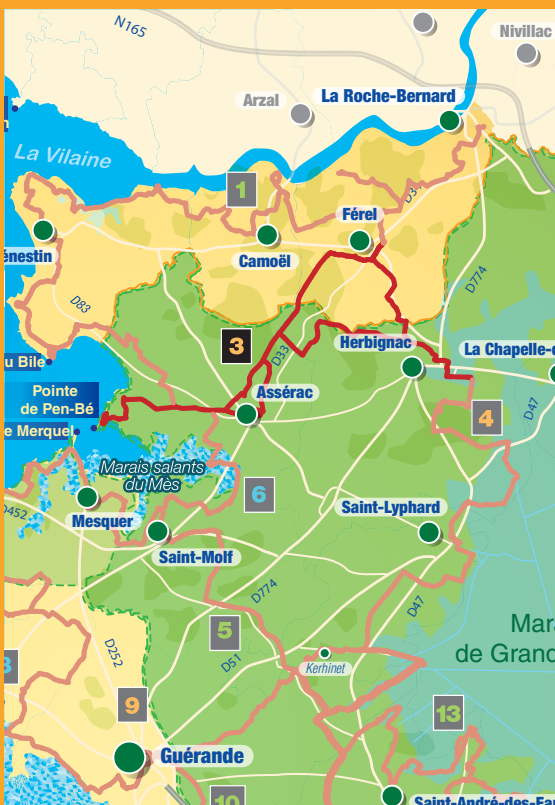 N165
Nivillac
Arzal
La Roche-Bernard
La Vilaine
1
D3
Férel
énestin
Camoël
D774
D83
3
Herbignac
La Chapelle-
D33
u Bile
Pointe
de Pen-Bé
Assérac
D47
4
e Merquel
Marais salants
du Mès
6
D452
Mesquer
Saint-Lyphard
Saint-Molf
D774
D47
5
D252
D51
Mar
de Grand
Kerhinet
9
13
Guérande
10
Saint-André-des-Ea